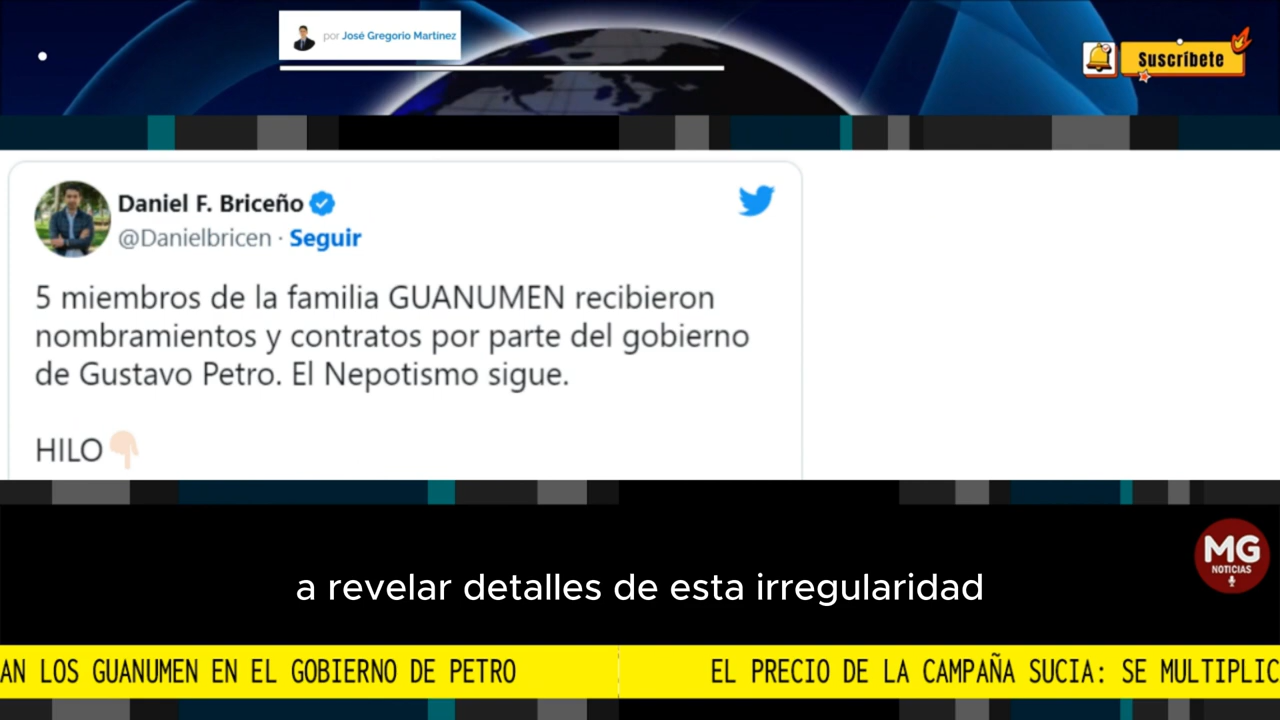 por José Gregorio Martínez
Suscríbete
Daniel F. Briceño
@Danielbricen · Seguir
5 miembros de la familia GUANUMEN recibieron
nombramientos y contratos por parte del gobierno
de Gustavo Petro. El Nepotismo sigue.
HILO👇🏻
MG
NOTICIAS
a revelar detalles de esta irregularidad
AN LOS GUANUMEN EN EL GOBIERNO DE PETRO
EL PRECIO DE LA CAMPAÑA SUCIA: SE MULTIPLIC